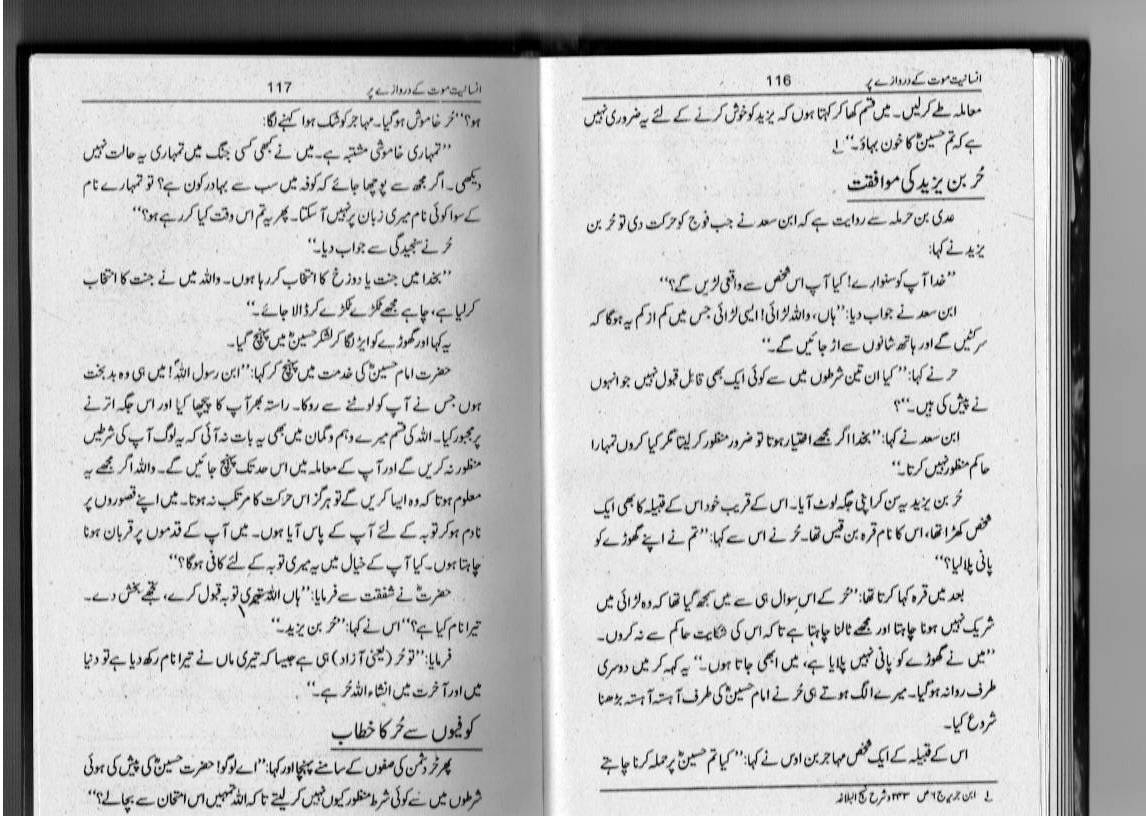 انسانیت موت کے دروازے پر
116
معاملہ طے کرلیں۔ میں قسم کھا کر کہتا ہوں کہ یزید کو خوش کرنے کے لئے یہ ضروری نہیں
ہے کہ تم حسینؓ کا خون بہاؤ۔“ ۱؎
حُر بن یزید کی موافقت
عدی بن حرملہ سے روایت ہے کہ ابن سعد نے جب فوج کو حرکت دی تو حُر بن
یزید نے کہا:
”خدا آپ کو سنوارے! کیا آپ اس شخص سے واقعی لڑیں گے؟“
ابن سعد نے جواب دیا: ”ہاں، واللہ لڑائی! ایسی لڑائی جس میں کم از کم یہ ہوگا کہ
سر کٹیں گے اور ہاتھ شانوں سے اڑ جائیں گے۔“
حر نے کہا: ”کیا ان تین شرطوں میں سے کوئی ایک بھی قابل قبول نہیں جو انہوں
نے پیش کی ہیں۔“؟
ابن سعد نے کہا: ”بخدا اگر مجھے اختیار ہوتا تو ضرور منظور کرلیتا مگر کیا کروں تمہارا
حاکم منظور نہیں کرتا۔“
حُر بن یزید یہ سن کر اپنی جگہ لوٹ آیا۔ اس کے قریب خود اس کے قبیلہ کا بھی ایک
شخص کھڑا تھا، اس کا نام قرہ بن قیس تھا۔ حُر نے اس سے کہا: ”تم نے اپنے گھوڑے کو
پانی پلا لیا؟“
بعد میں قرہ کہا کرتا تھا: ”حُر کے اس سوال ہی سے میں سمجھ گیا تھا کہ وہ لڑائی میں
شریک نہیں ہونا چاہتا اور مجھے ٹالنا چاہتا ہے تاکہ اس کی شکایت حاکم سے نہ کروں۔
”میں نے گھوڑے کو پانی نہیں پلایا ہے، میں ابھی جاتا ہوں۔“ یہ کہہ کر میں دوسری
طرف روانہ ہوگیا۔ میرے الگ ہوتے ہی حُر نے امام حسینؓ کی طرف آہستہ آہستہ بڑھنا
شروع کیا۔
اس کے قبیلہ کے ایک شخص مہاجر بن اوس نے کہا: ”کیا تم حسینؓ پر حملہ کرنا چاہتے
۱؎ ابن جریر ج ۶ ص ۲۳۳ و شرح نہج البلاغہ
انسانیت موت کے دروازے پر
117
ہو؟“ حُر خاموش ہوگیا۔ مہاجر کو شک ہوا کہنے لگا:
”تمہاری خاموشی مشتبہ ہے۔ میں نے کبھی کسی جنگ میں تمہاری یہ حالت نہیں
دیکھی۔ اگر مجھ سے پوچھا جائے کہ کوفہ میں سب سے بہادر کون ہے؟ تو تمہارے نام
کے سوا کوئی نام میری زبان پر نہیں آ سکتا۔ پھر یہ تم اس وقت کیا کر رہے ہو؟“
حُر نے سنجیدگی سے جواب دیا۔“
”بخدا میں جنت یا دوزخ کا انتخاب کر رہا ہوں۔ واللہ میں نے جنت کا انتخاب
کرلیا ہے، چاہے مجھے ٹکڑے ٹکڑے کر ڈالا جائے۔“
یہ کہا اور گھوڑے کو ایڑ لگا کر لشکر حسینؓ میں پہنچ گیا۔
حضرت امام حسینؓ کی خدمت میں پہنچ کر کہا: ”ابن رسول اللہؐ! میں ہی وہ بدبخت
ہوں جس نے آپ کو لوٹنے سے روکا۔ راستہ بھر آپ کا پیچھا کیا اور اس جگہ اترنے
پر مجبور کیا۔ اللہ کی قسم میرے وہم و گمان میں بھی یہ بات نہ آئی کہ یہ لوگ آپ کی شرطیں
منظور نہ کریں گے اور آپ کے معاملہ میں اس حد تک پہنچ جائیں گے۔ واللہ اگر مجھے یہ
معلوم ہوتا کہ وہ ایسا کریں گے تو ہرگز اس حرکت کا مرتکب نہ ہوتا۔ میں اپنے قصوروں پر
نادم ہوکر توبہ کے لئے آپ کے پاس آیا ہوں۔ میں آپ کے قدموں پر قربان ہونا
چاہتا ہوں۔ کیا آپ کے خیال میں یہ میری توبہ کے لئے کافی ہوگا؟“
حضرتؓ نے شفقت سے فرمایا: ”ہاں اللہ تیری توبہ قبول کرے، تجھے بخش دے۔
تیرا نام کیا ہے؟“ اس نے کہا: ”حُر بن یزید۔“
فرمایا: ”تو حُر (یعنی آزاد) ہی ہے جیسا کہ تیری ماں نے تیرا نام رکھ دیا ہے تو دنیا
میں اور آخرت میں انشاءاللہ حُر ہے۔“
کوفیوں سے حُر کا خطاب
پھر حُر دشمن کی صفوں کے سامنے پہنچا اور کہا: ”اے لوگو! حضرت حسینؓ کی پیش کی ہوئی
شرطوں میں سے کوئی شرط منظور کیوں نہیں کرلیتے تاکہ اللہ تمہیں اس امتحان سے بچا لے؟“